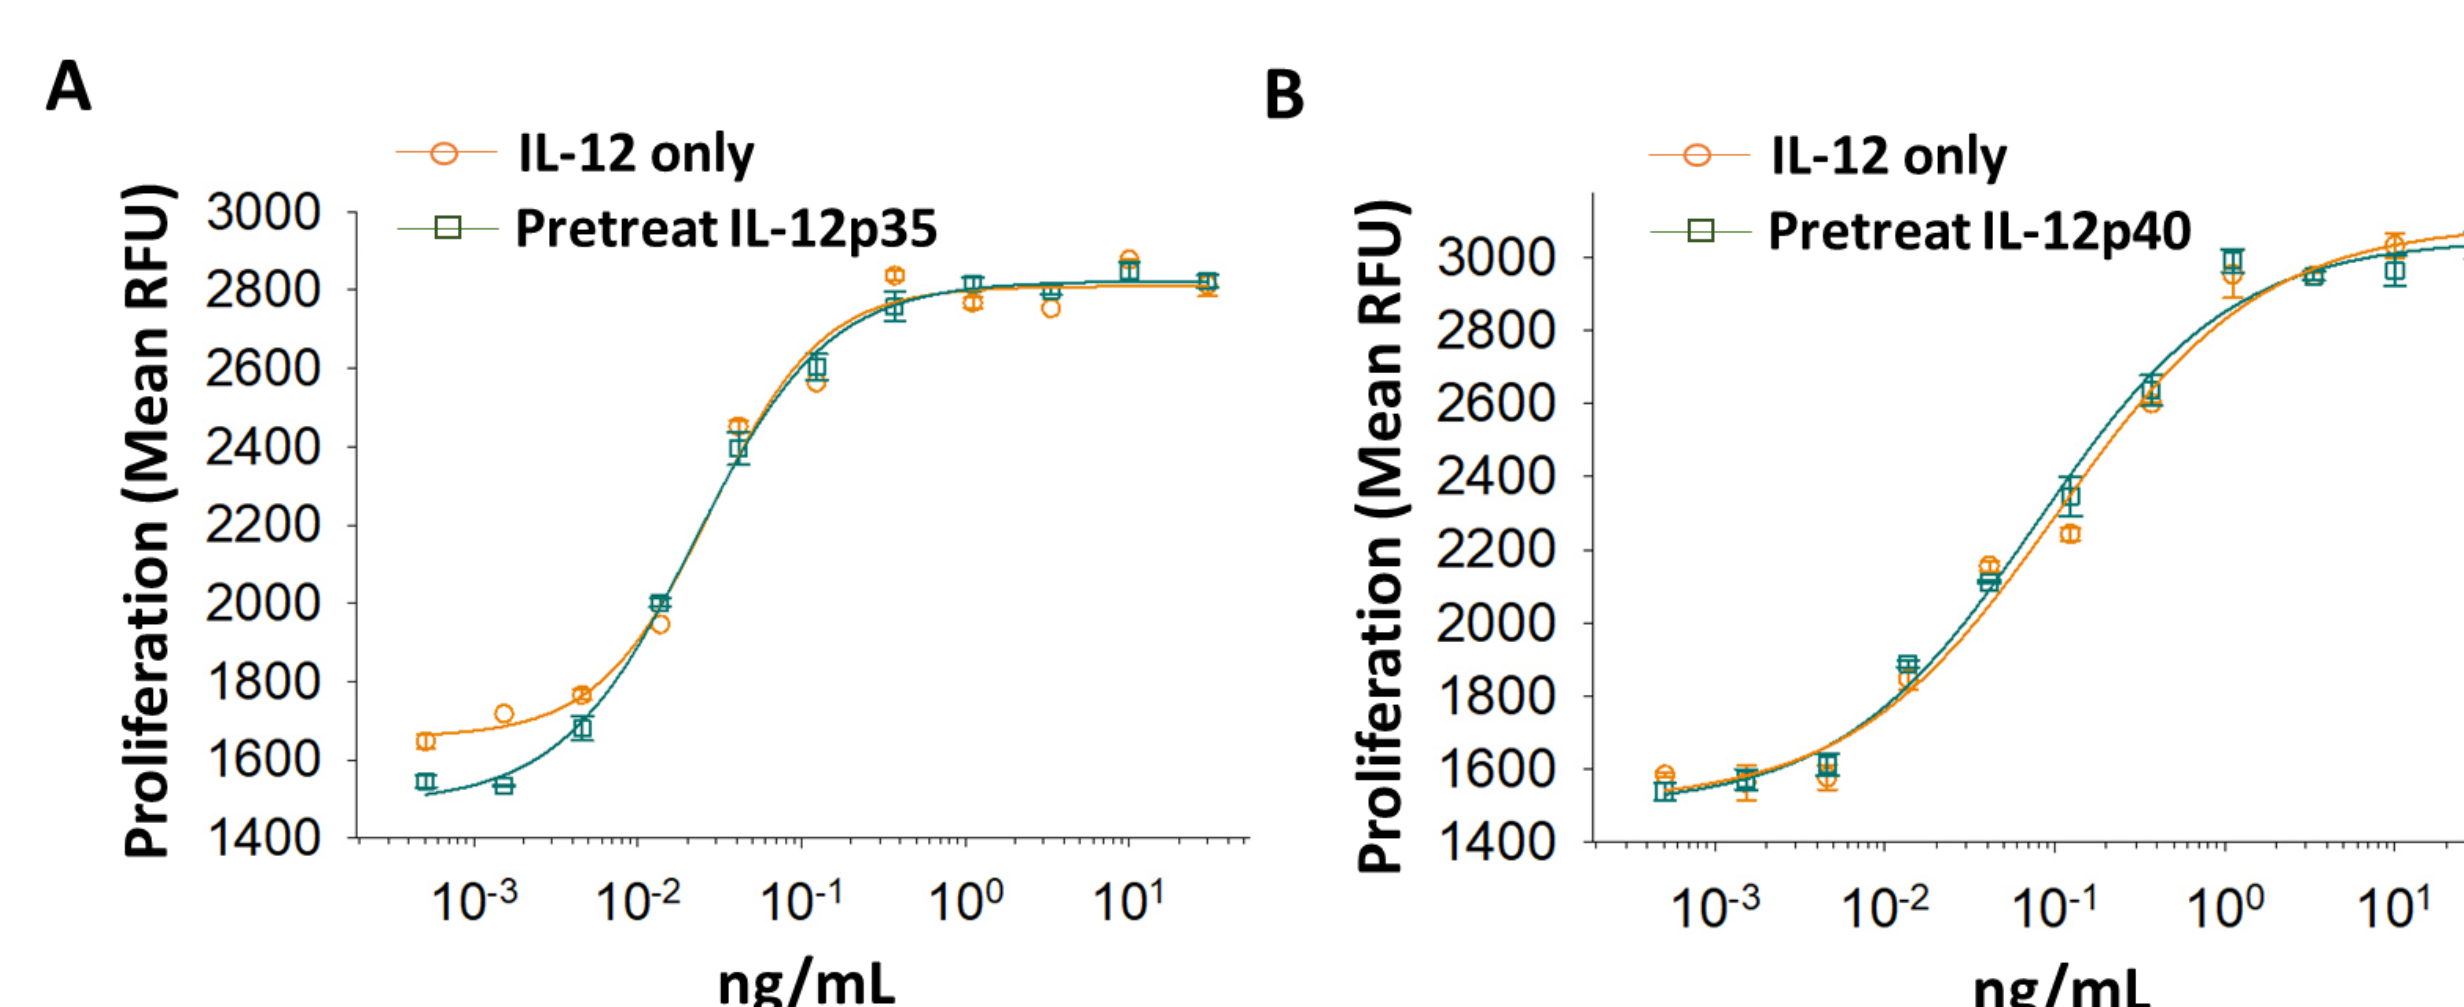 A
IL-12 only
Pretreat IL-12p35
Proliferation (Mean RFU)
3000
2800
2600
2400
2200
2000
1800
1600
1400
10-3 10-2 10-1 100 101
ng/mL
B
IL-12 only
Pretreat IL-12p40
Proliferation (Mean RFU)
3000
2800
2600
2400
2200
2000
1800
1600
1400
10-3 10-2 10-1 100 101
ng/mL